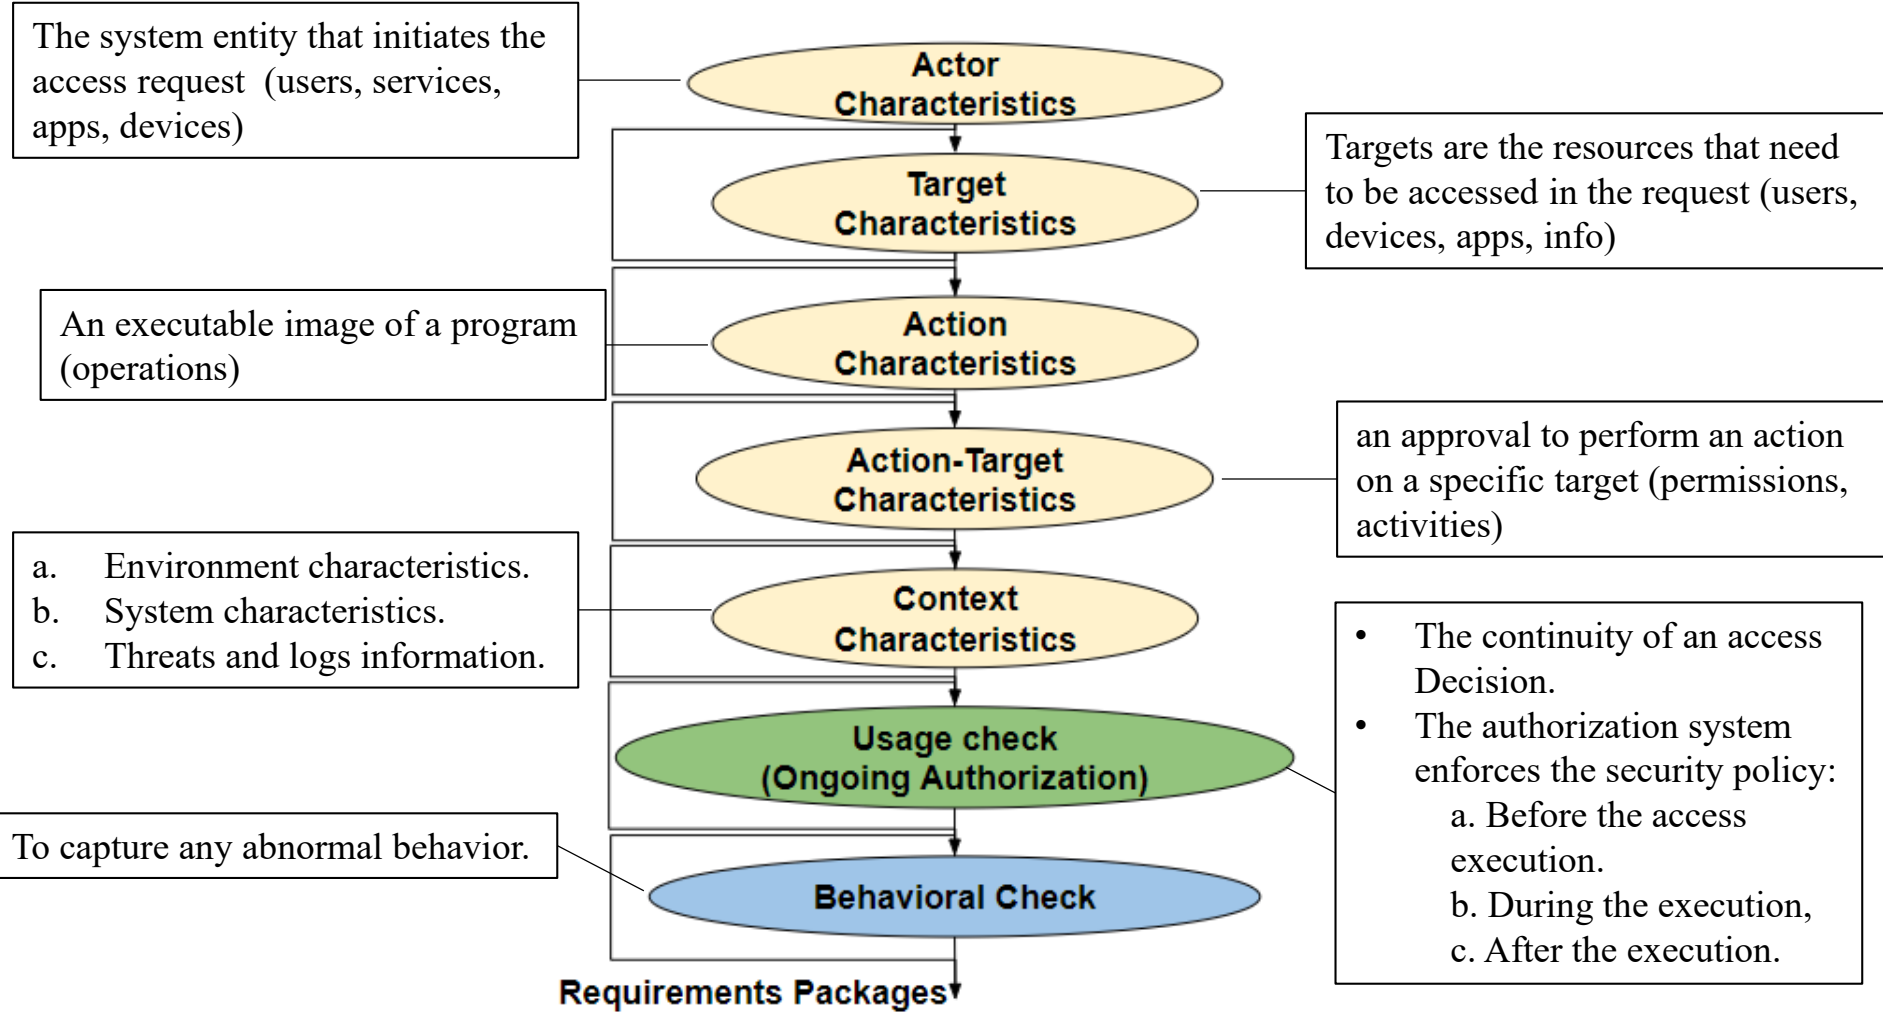 The system entity that initiates the
access request  (users, services,
apps, devices)
Actor
Characteristics
Target
Characteristics
Targets are the resources that need
to be accessed in the request (users,
devices, apps, info)
An executable image of a program
(operations)
Action
Characteristics
Action-Target
Characteristics
an approval to perform an action
on a specific target (permissions,
activities)
a. Environment characteristics.
b. System characteristics.
c. Threats and logs information.
Context
Characteristics
Usage check
(Ongoing Authorization)
• The continuity of an access
Decision.
• The authorization system
enforces the security policy:
a. Before the access
execution.
b. During the execution,
c. After the execution.
To capture any abnormal behavior.
Behavioral Check
Requirements Packages